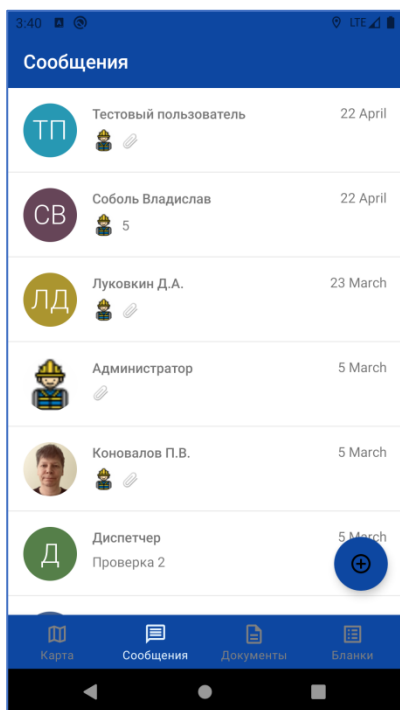 3:40 LTE
Сообщения
ТП
Тестовый пользователь 22 April
СВ
Соболь Владислав 22 April
5
ЛД
Луковкин Д.А. 23 March
Администратор 5 March
Коновалов П.В. 5 March
Д
Диспетчер 5 March
Проверка 2
Карта Сообщения Документы Бланки